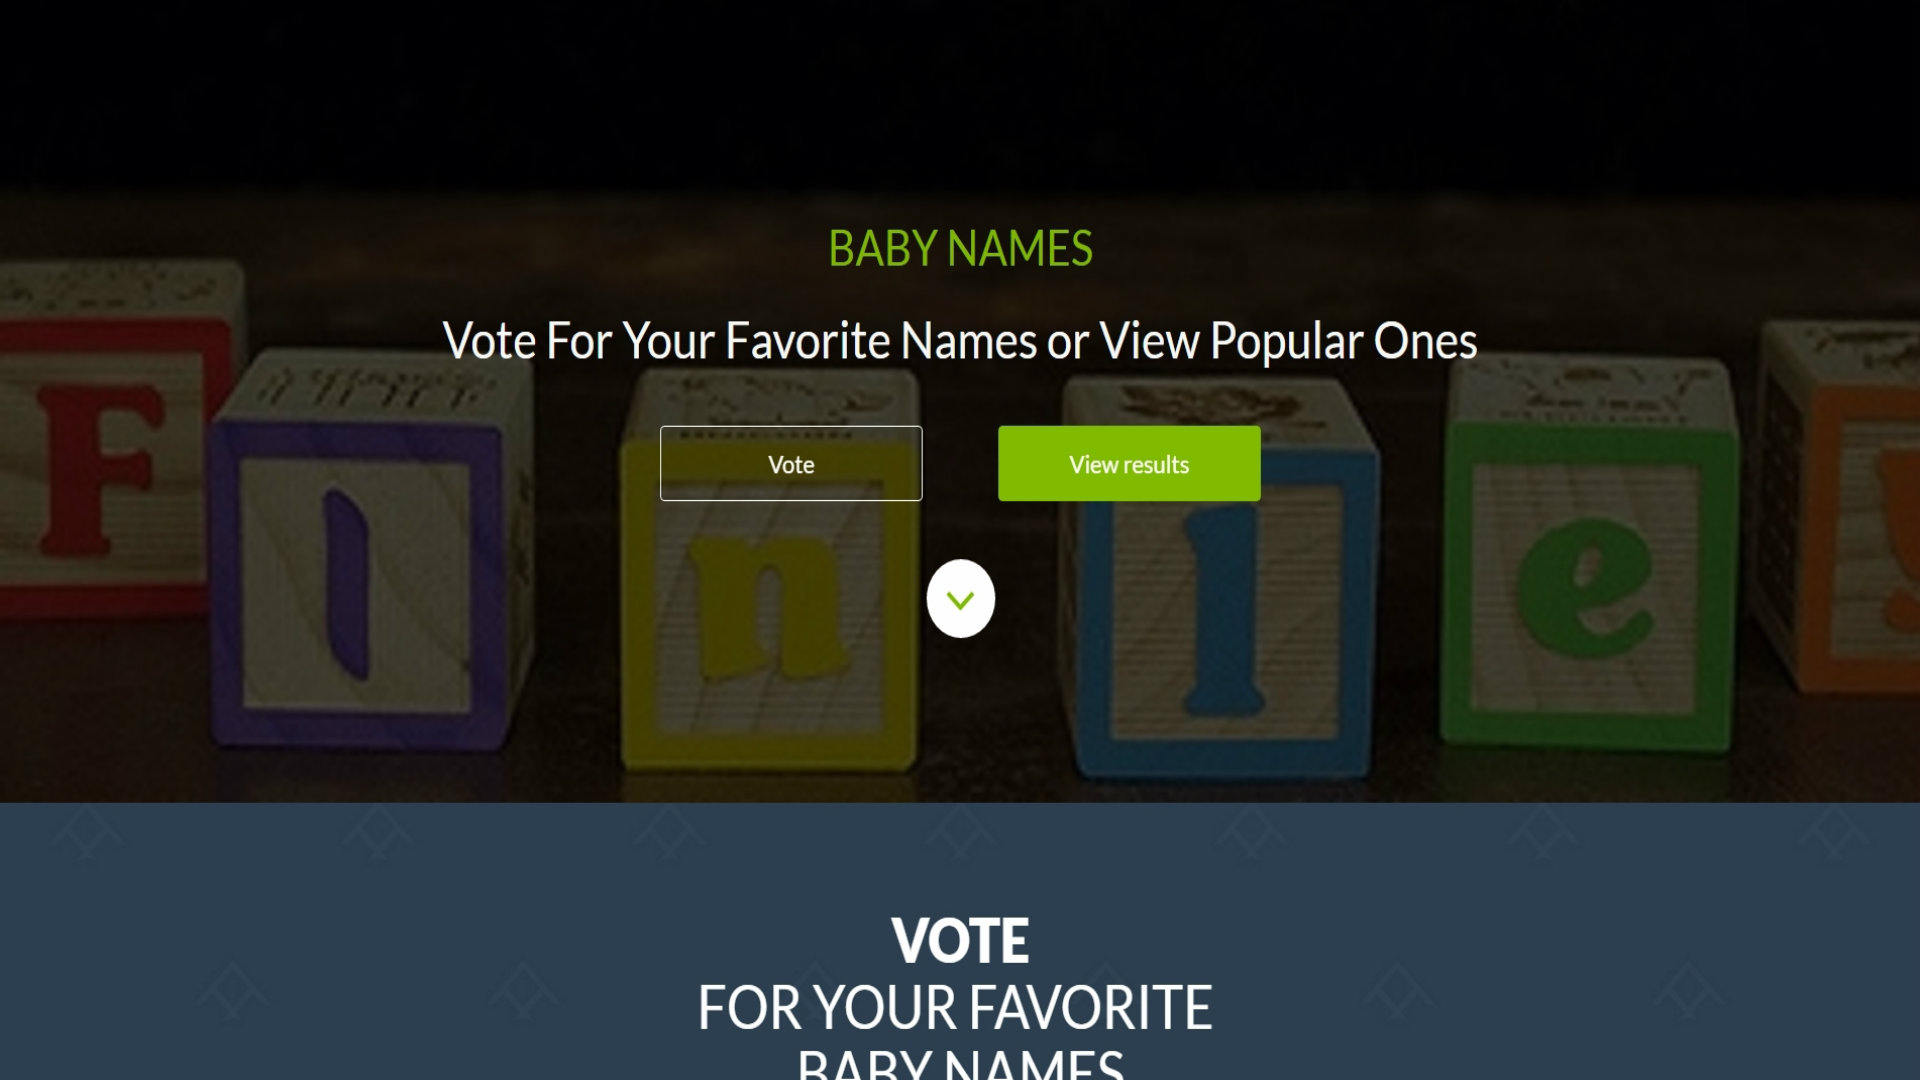 BABY NAMES
Vote For Your Favorite Names or View Popular Ones
Vote
View results
F i n l e y
VOTE
FOR YOUR FAVORITE
BABY NAMES